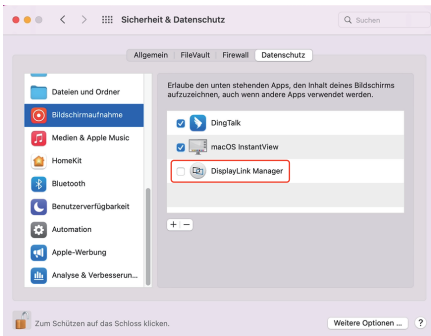 Sicherheit & Datenschutz
Suchen
Allgemein
FileVault
Firewall
Datenschutz
Dateien und Ordner
Bildschirmaufnahme
Medien & Apple Music
HomeKit
Bluetooth
Benutzerverfügbarkeit
Automation
Apple-Werbung
Analyse & Verbesserun...
Erlaube den unten stehenden Apps, den Inhalt deines Bildschirms
aufzuzeichnen, auch wenn andere Apps verwendet werden.
DingTalk
macOS InstantView
DisplayLink Manager
+ −
Zum Schützen auf das Schloss klicken.
Weitere Optionen ...
?